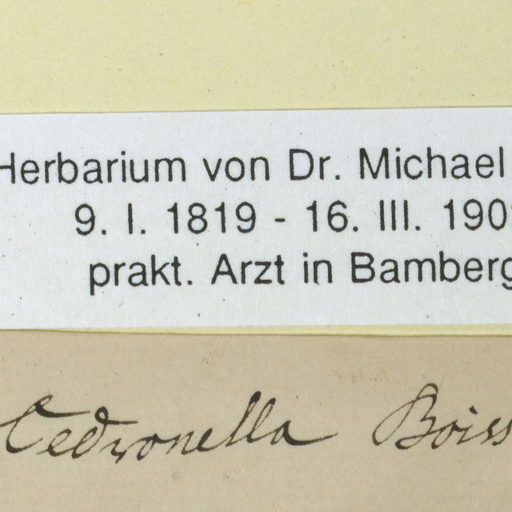 Herbarium von Dr. Michael
9. I. 1819 - 16. III. 190
prakt. Arzt in Bamberg
Cedronella Boiss